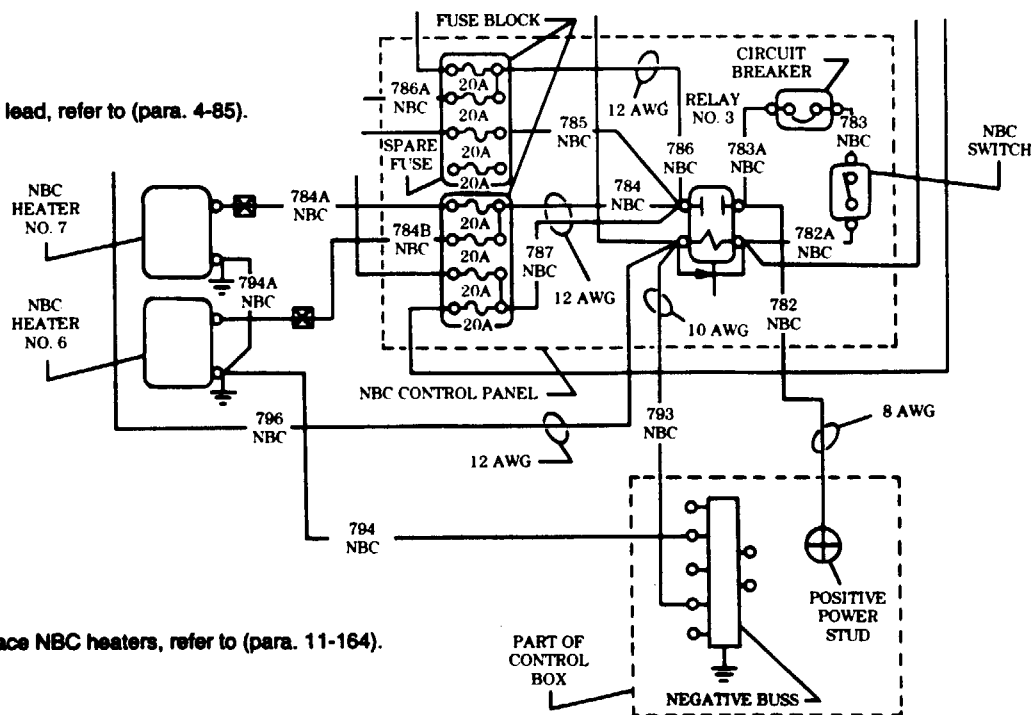 FUSE BLOCK
CIRCUIT
BREAKER
20A
786A
NBC
12 AWG
RELAY
NO. 3
783
NBC
lead, refer to (para. 4-85).
20A
785
NBC
786
NBC
783A
NBC
NBC
SWITCH
SPARE
FUSE
20A
20A
NBC
HEATER
NO. 7
784A
NBC
784
NBC
20A
784B
NBC
787
NBC
782A
NBC
20A
794A
NBC
20A
12 AWG
782
NBC
NBC
HEATER
NO. 6
20A
10 AWG
NBC CONTROL PANEL
796
NBC
793
NBC
8 AWG
12 AWG
794
NBC
POSITIVE
POWER
STUD
ace NBC heaters, refer to (para. 11-164).
PART OF
CONTROL
BOX
NEGATIVE BUSS